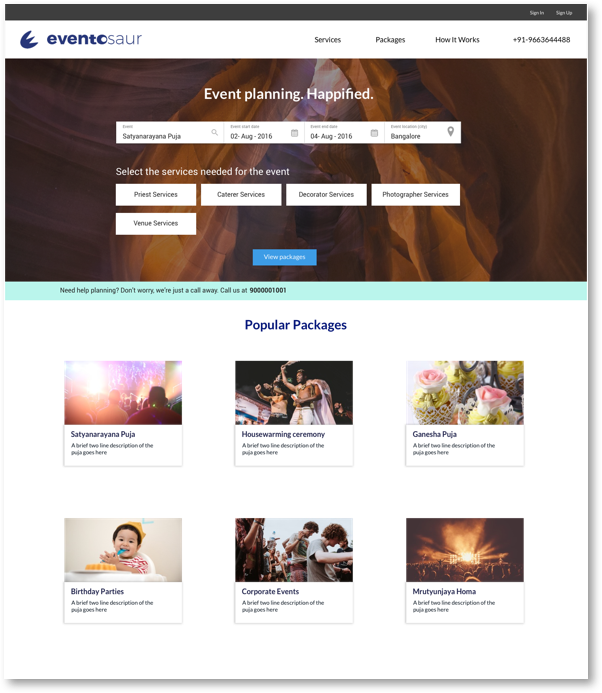 Sign In Sign Up
eventosaur
Services Packages How It Works +91-9663644488
Event planning. Happified.
Event Event start date Event end date Event location (city)
Satyanarayana Puja 02- Aug - 2016 04- Aug - 2016 Bangalore
Select the services needed for the event
Priest Services Caterer Services Decorator Services Photographer Services
Venue Services
View packages
Need help planning? Don't worry, we're just a call away. Call us at 9000001001
Popular Packages
Satyanarayana Puja
A brief two line description of the
puja goes here
Housewarming ceremony
A brief two line description of the
puja goes here
Ganesha Puja
A brief two line description of the
puja goes here
Birthday Parties
A brief two line description of the
puja goes here
Corporate Events
A brief two line description of the
puja goes here
Mrutyunjaya Homa
A brief two line description of the
puja goes here